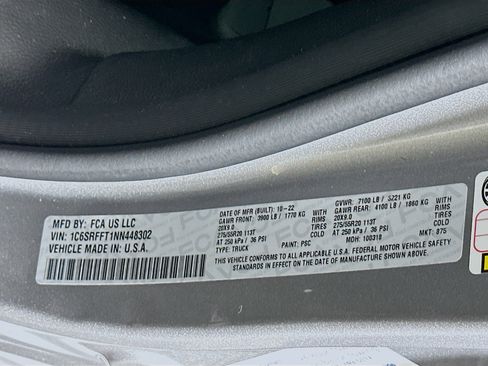 MFD BY: FCA US LLC
VIN: 1C6SRFFT1NN448302
VEHICLE MADE IN: U.S.A.
DATE OF MFR (BUILT): 10-22
GAWR FRONT: 3900 LB / 1770 KG
20X9.0 RIMS
275/55R20 113T TIRES
AT 250 kPa / 36 PSI
GVWR: 7100 LB / 3221 KG
GAWR REAR: 4100 LB / 1860 KG
20X9.0 RIMS
275/55R20 113T TIRES
AT 250 kPa / 36 PSI
TYPE: TRUCK PAINT: PSC MDH: 100318 MKT: 875
THIS VEHICLE CONFORMS TO ALL APPLICABLE U.S.A. FEDERAL MOTOR VEHICLE SAFETY
STANDARDS IN EFFECT ON THE DATE OF MANUFACTURE SHOWN ABOVE.